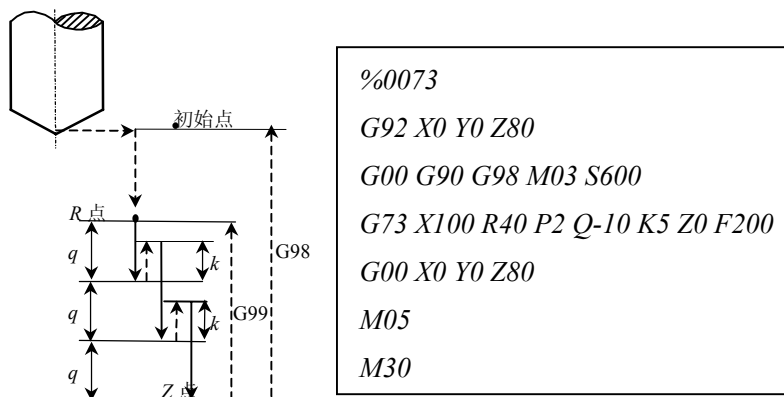 初始点
R 点
G98
q
k
G99
q
k
q
Z 点
%0073
G92 X0 Y0 Z80
G00 G90 G98 M03 S600
G73 X100 R40 P2 Q-10 K5 Z0 F200
G00 X0 Y0 Z80
M05
M30